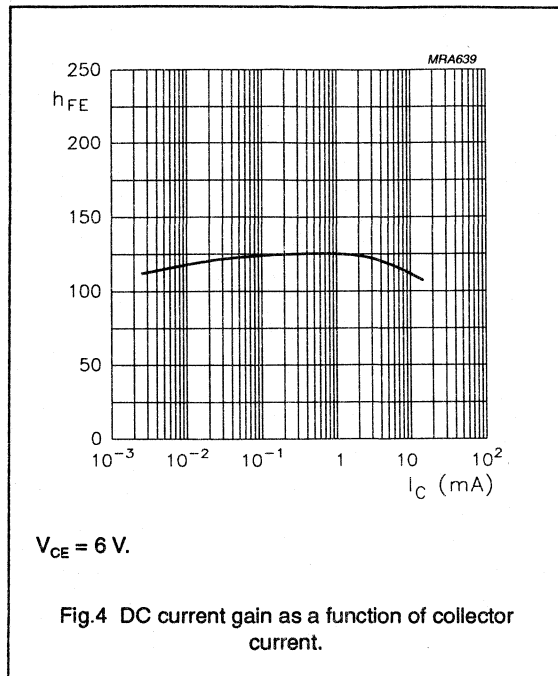 MRA639
250
hFE
200
150
100
50
0
10⁻³ 10⁻² 10⁻¹ 1 10 10²
IC (mA)
VCE = 6 V.
Fig.4 DC current gain as a function of collector
current.